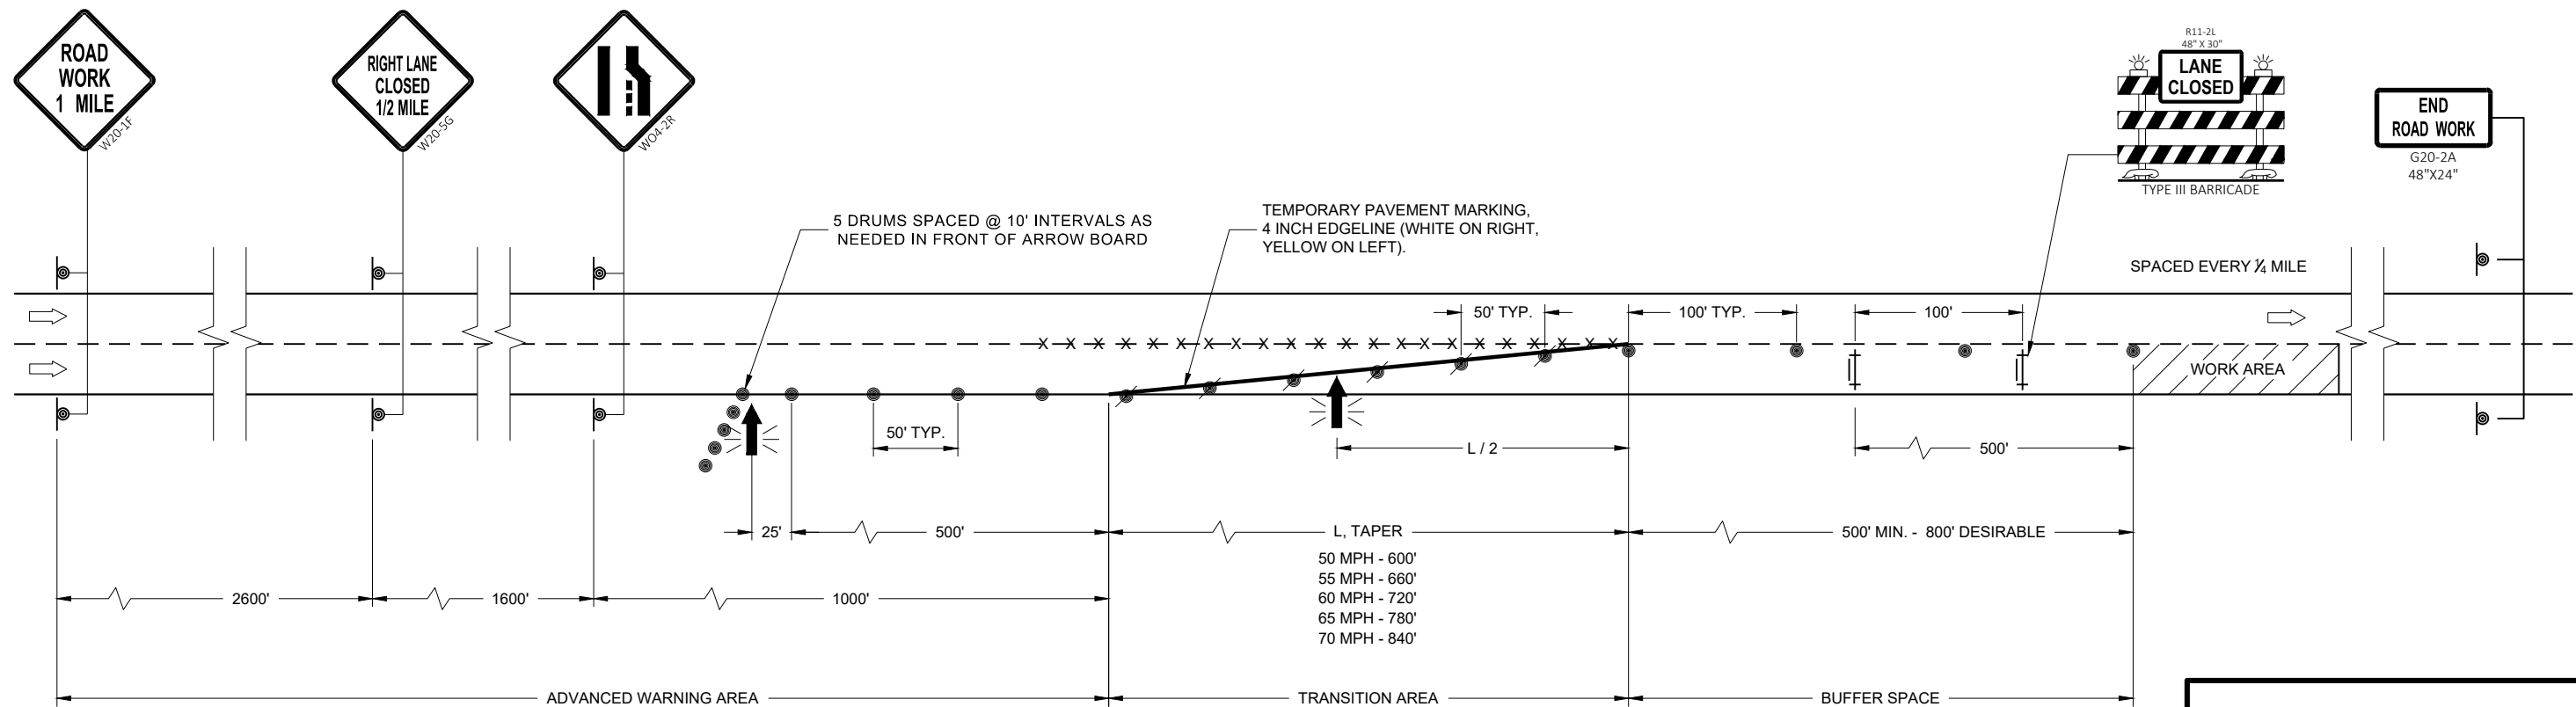 ROAD
WORK
1 MILE
W20-1F
RIGHT LANE
CLOSED
1/2 MILE
W20-5G
WO4-2R
R11-2L
48" X 30"
LANE
CLOSED
TYPE III BARRICADE
END
ROAD WORK
G20-2A
48"X24"
5 DRUMS SPACED @ 10' INTERVALS AS
NEEDED IN FRONT OF ARROW BOARD
TEMPORARY PAVEMENT MARKING,
4 INCH EDGELINE (WHITE ON RIGHT,
YELLOW ON LEFT).
SPACED EVERY ¼ MILE
50' TYP.
100' TYP.
100'
X X X X X X X X X X X X X X X X X X X X X X
WORK AREA
50' TYP.
L / 2
500'
25'
500'
L, TAPER
500' MIN. - 800' DESIRABLE
50 MPH - 600'
55 MPH - 660'
60 MPH - 720'
65 MPH - 780'
70 MPH - 840'
2600'
1600'
1000'
ADVANCED WARNING AREA
TRANSITION AREA
BUFFER SPACE